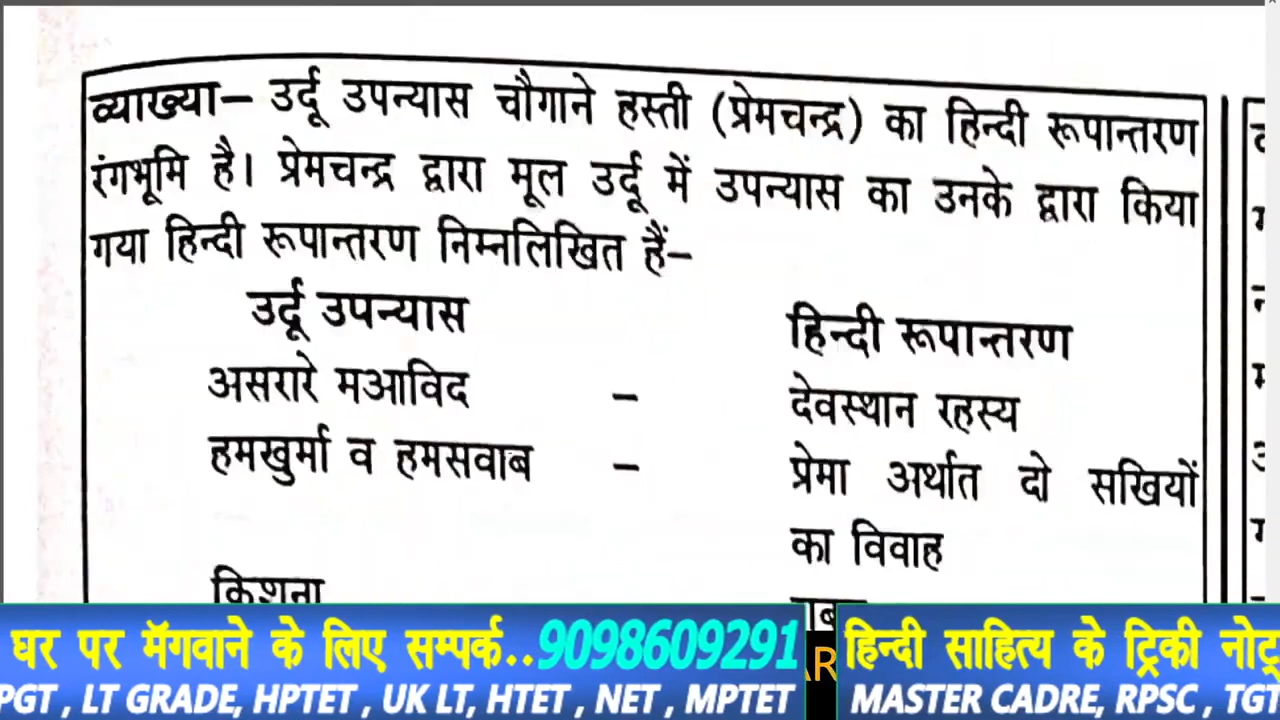 व्याख्या– उर्दू उपन्यास चौगाने हस्ती (प्रेमचन्द्र) का हिन्दी रूपान्तरण
रंगभूमि है। प्रेमचन्द्र द्वारा मूल उर्दू में उपन्यास का उनके द्वारा किया
गया हिन्दी रूपान्तरण निम्नलिखित हैं–
उर्दू उपन्यास हिन्दी रूपान्तरण
असरारे मआविद – देवस्थान रहस्य
हमखुर्मा व हमसवाब – प्रेमा अर्थात दो सखियों
का विवाह
किशना
घर पर मॅगवाने के लिए सम्पर्क..9098609291 हिन्दी साहित्य के ट्रिकी नोट्
PGT , LT GRADE, HPTET , UK LT, HTET , NET , MPTET MASTER CADRE, RPSC , TGT